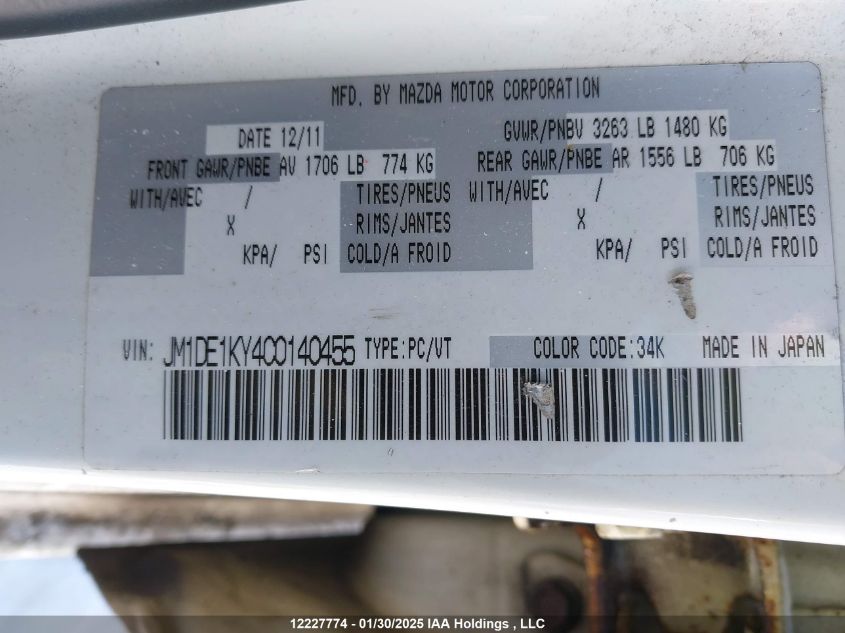 MFD. BY MAZDA MOTOR CORPORATION
DATE 12/11 GVWR/PNBV 3263 LB 1480 KG
FRONT GAWR/PNBE AV 1706 LB 774 KG REAR GAWR/PNBE AR 1556 LB 706 KG
WITH/AVEC / TIRES/PNEUS WITH/AVEC / TIRES/PNEUS
X RIMS/JANTES X RIMS/JANTES
KPA/ PSI COLD/A FROID KPA/ PSI COLD/A FROID
VIN: JM1DE1KY4C0140455 TYPE:PC/VT COLOR CODE:34K MADE IN JAPAN
12227774 - 01/30/2025 IAA Holdings , LLC